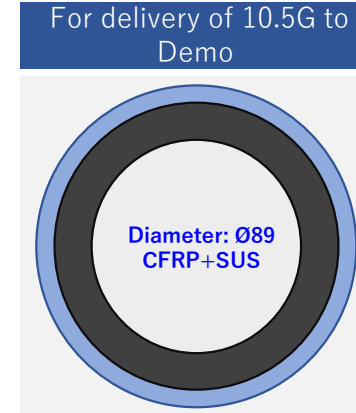 For delivery of 10.5G to
Demo
Diameter: Ø89
CFRP+SUS